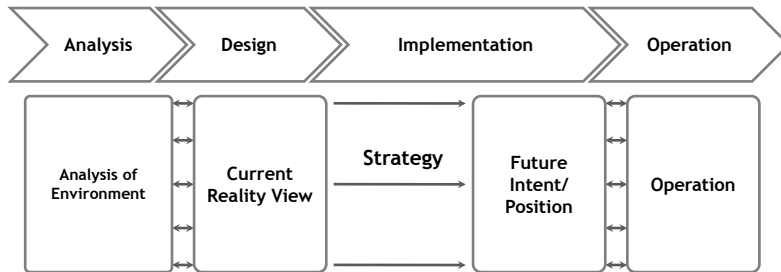 Analysis
Design
Implementation
Operation
Analysis of
Environment
Current
Reality View
Strategy
Future
Intent/
Position
Operation